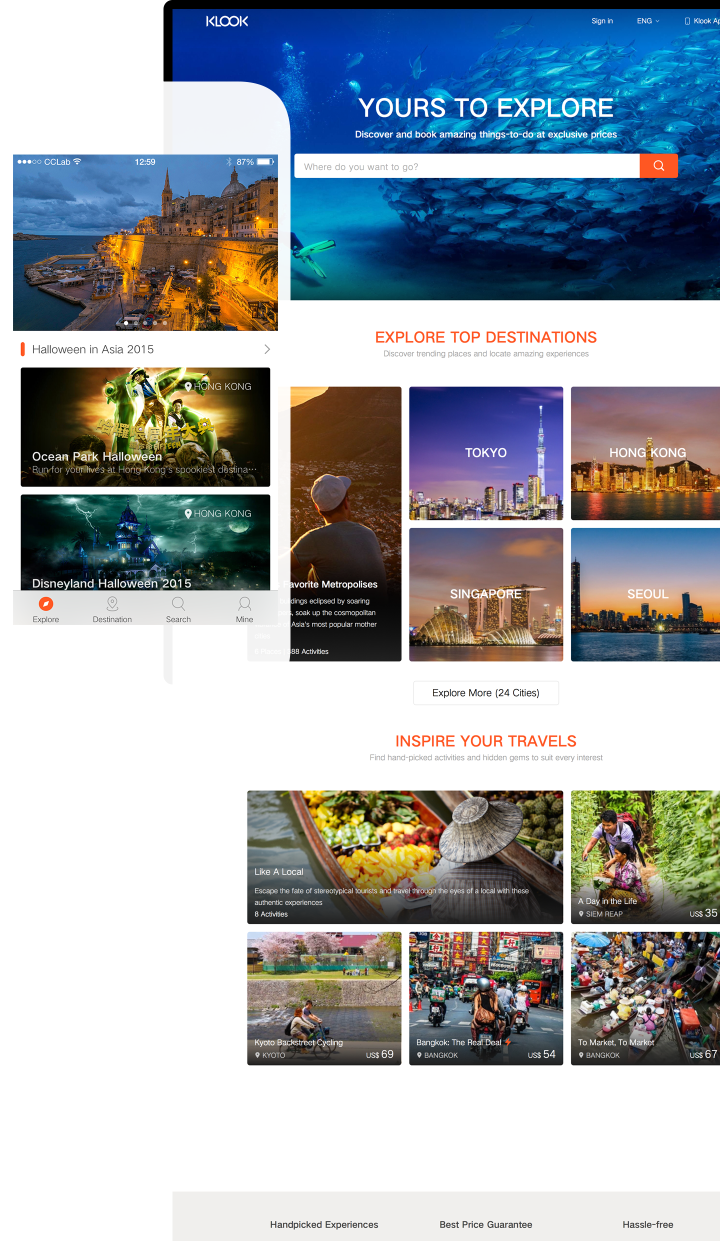 KLOOK
Sign in
ENG
Klook Ap
YOURS TO EXPLORE
Discover and book amazing things-to-do at exclusive prices
Where do you want to go?
CCLab
12:59
87%
Halloween in Asia 2015
HONG KONG
Ocean Park Halloween
Run for your lives at Hong Kong's spookiest destina···
HONG KONG
Disneyland Halloween 2015
Explore
Destination
Search
Mine
EXPLORE TOP DESTINATIONS
Discover trending places and locate amazing experiences
avorite Metropolises
dings eclipsed by soaring
s, soak up the cosmopolitan
Asia's most popular mother
88 Activities
TOKYO
HONG KONG
SINGAPORE
SEOUL
Explore More (24 Cities)
INSPIRE YOUR TRAVELS
Find hand-picked activities and hidden gems to suit every interest
Like A Local
Escape the fate of stereotypical tourists and travel through the eyes of a local with these
authentic experiences
8 Activities
A Day in the Life
SIEM REAP
US$ 35
Kyoto Backstreet Cycling
KYOTO
US$ 69
Bangkok: The Real Deal
BANGKOK
US$ 54
To Market, To Market
BANGKOK
US$ 67
Handpicked Experiences
Best Price Guarantee
Hassle-free